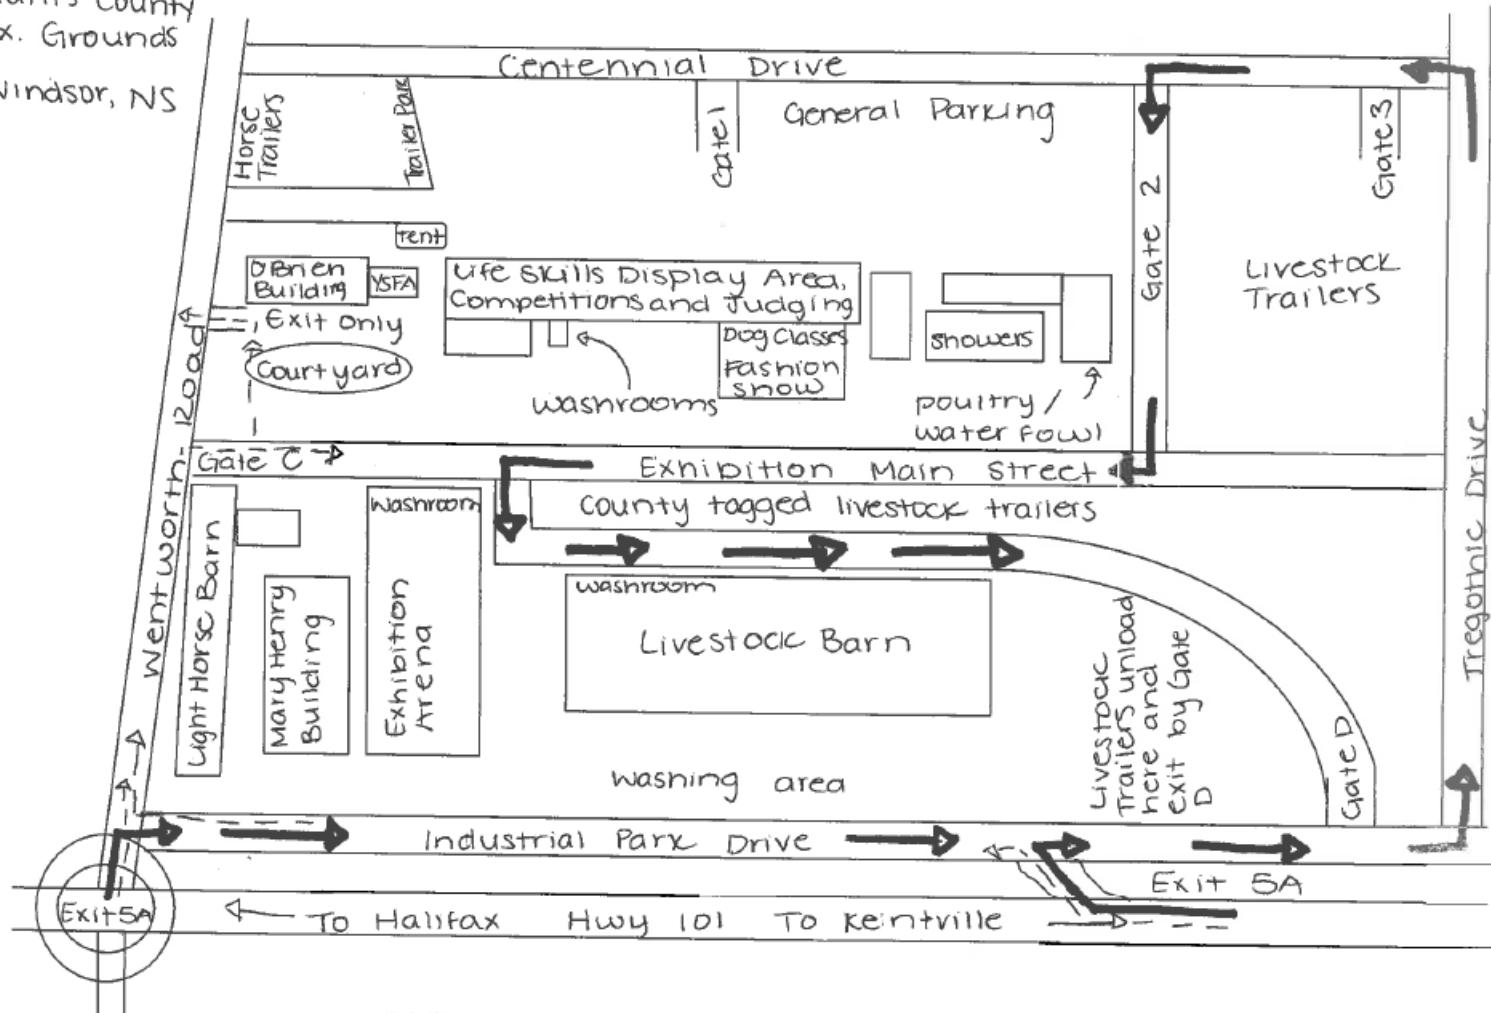 County
x. Grounds
Windsor, NS
Centennial Drive
Horse
Trailers
Trailer Park
Gate 1
General Parking
Gate 2
Gate 3
Livestock
Trailers
Tent
O'Brien
Building
YSFA
Life Skills Display Area,
Competitions and Judging
Exit Only
Courtyard
Washrooms
Dog Classes
Fashion
Show
Showers
Poultry/
Water Fowl
Wentworth Road
Tregothic Drive
Gate C
Exhibition Main Street
County tagged livestock trailers
Light Horse Barn
Mary Henry
Building
Washroom
Exhibition
Arena
Washroom
Livestock Barn
Livestock
Trailers unload
here and
exit by Gate
D
Gate D
Washing area
Industrial Park Drive
Exit 5A
Exit 5A
To Halifax Hwy 101 To Keintville